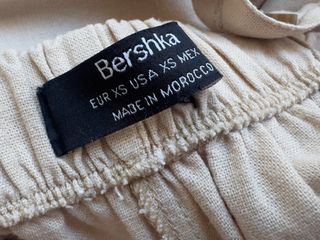 Bershka
EUR XS USA XS MEX
MADE IN MOROCCO